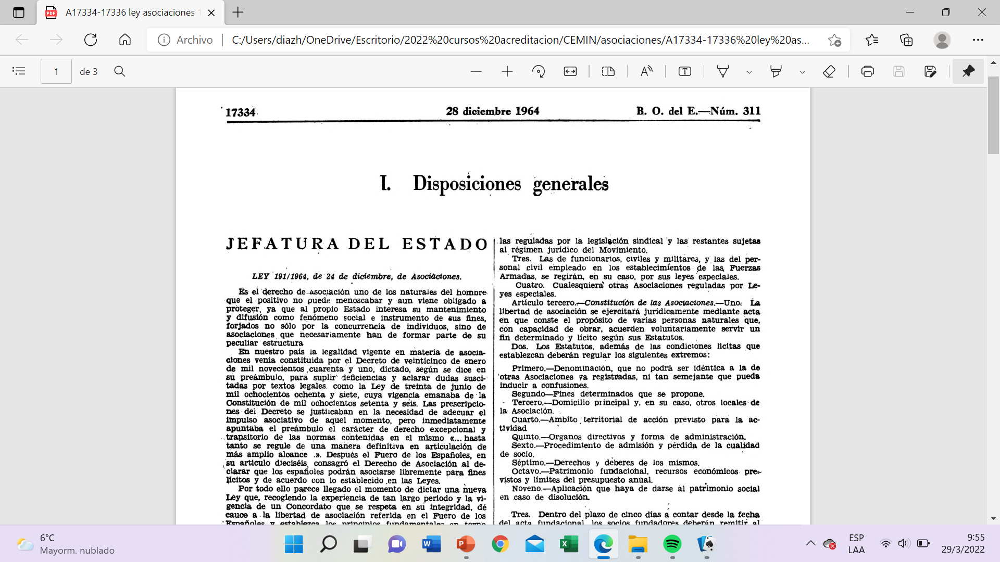 A17334-17336 ley asociaciones 1
Archivo
C:/Users/diazh/OneDrive/Escritorio/2022%20cursos%20acreditacion/CEMIN/asociaciones/A17334-17336%20ley%20as...
1 de 3
17334 28 diciembre 1964 B. O. del E.—Núm. 311
I. Disposiciones generales
JEFATURA DEL ESTADO
LEY 191/1964, de 24 de diciembre, de Asociaciones.
Es el derecho de asociación uno de los naturales del hombre
que el positivo no puede menoscabar y aun viene obligado a
proteger, ya que al propio Estado interesa su mantenimiento
y difusión como fenómeno social e instrumento de sus fines,
forjados no sólo por la concurrencia de individuos, sino de
asociaciones que necesariamente han de formar parte de su
peculiar estructura
En nuestro país la legalidad vigente en materia de asocia-
ciones venía constituída por el Decreto de veinticinco de enero
de mil novecientos cuarenta y uno, dictado, según se dice en
su preámbulo, para suplir deficiencias y aclarar dudas susci-
tadas por textos legales como la Ley de treinta de junio de
mil ochocientos ochenta y siete, cuya vigencia emanaba de la
Constitución de mil ochocientos setenta y seis. Las prescripcio-
nes del Decreto se justificaban en la necesidad de adecuar el
impulso asociativo de aquel momento, pero inmediatamente
apuntaba el preámbulo el carácter de derecho excepcional y
transitorio de las normas contenidas en el mismo «... hasta
tanto se regule de una manera definitiva en articulación de
más amplio alcance .». Después el Fuero de los Españoles, en
su artículo dieciséis, consagró el Derecho de Asociación al de-
clarar que los españoles podrán asociarse libremente para fines
lícitos y de acuerdo con lo establecido en las Leyes.
Por todo ello parece llegado el momento de dictar una nueva
Ley que, recogiendo la experiencia de tan largo período y la vi-
gencia de un Concordato que se respeta en su integridad, dé
cauce a la libertad de asociación referida en el Fuero de los
Españoles y establezca los principios fundamentales en torno
las reguladas por la legislación sindical y las restantes sujetas
al régimen jurídico del Movimiento.
Tres. Las de funcionarios, civiles y militares, y las del per-
sonal civil empleado en los establecimientos de las Fuerzas
Armadas, se regirán, en su caso, por sus leyes especiales.
Cuatro. Cualesquiera otras Asociaciones reguladas por Le-
yes especiales.
Artículo tercero.—Constitución de las Asociaciones.—Uno. La
libertad de asociación se ejercitará jurídicamente mediante acta
en que conste el propósito de varias personas naturales que,
con capacidad de obrar, acuerden voluntariamente servir un
fin determinado y lícito según sus Estatutos.
Dos. Los Estatutos, además de las condiciones lícitas que
establezcan deberán regular los siguientes extremos:
Primero.—Denominación, que no podrá ser idéntica a la de
otras Asociaciones ya registradas, ni tan semejante que pueda
inducir a confusiones.
Segundo—Fines determinados que se propone.
Tercero.—Domicilio principal y, en su caso, otros locales de
la Asociación.
Cuarto.—Ambito territorial de acción previsto para la ac-
tividad
Quinto.—Organos directivos y forma de administración.
Sexto.—Procedimiento de admisión y pérdida de la cualidad
de socio.
Séptimo.—Derechos y deberes de los mismos.
Octavo.—Patrimonio fundacional, recursos económicos pre-
vistos y límites del presupuesto anual.
Noveno.—Aplicación que haya de darse al patrimonio social
en caso de disolución.
Tres. Dentro del plazo de cinco días a contar desde la fecha
del acta fundacional, los socios fundadores deberán remitir al
6°C
Mayorm. nublado
ESP
LAA
9:55
29/3/2022